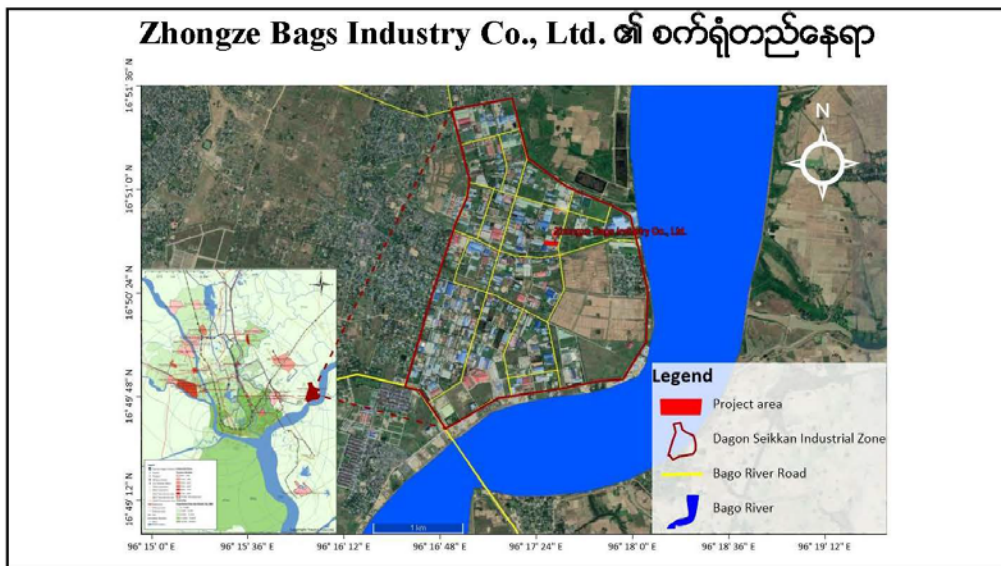 Zhongze Bags Industry Co., Ltd. ၏ စက်ရုံတည်နေရာ
16° 51' 36" N
16° 51' 0" N
16° 50' 24" N
16° 49' 48" N
16° 49' 12" N
N
Zhongze Bags Industry Co., Ltd.
Legend
Project area
Dagon Seikkan Industrial Zone
Bago River Road
Bago River
1 km
96° 15' 0" E
96° 15' 36" E
96° 16' 12" E
96° 16' 48" E
96° 17' 24" E
96° 18' 0" E
96° 18' 36" E
96° 19' 12" E